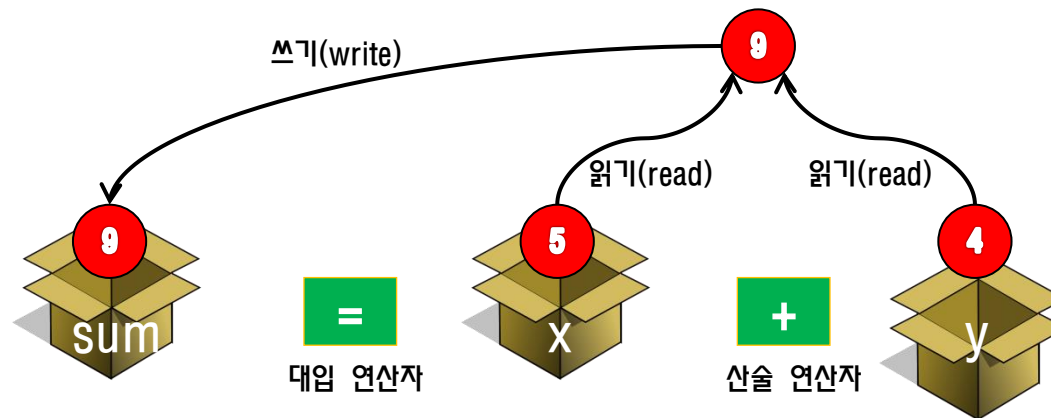 9
쓰기(write)
읽기(read)
읽기(read)
9
5
4
sum
=
x
+
y
대입 연산자
산술 연산자